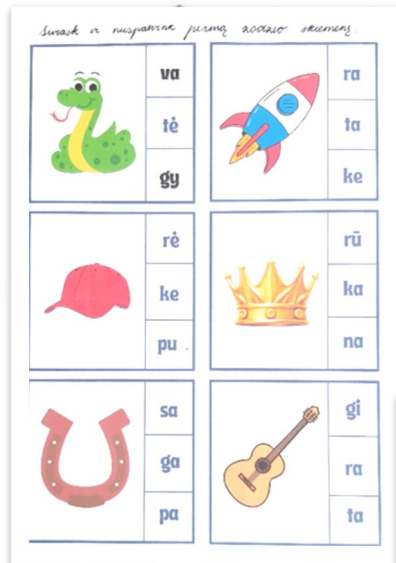 Surask ir nuspalvink pirmą žodžio skiemenį.
va
tė
gy
ra
ta
ke
rė
ke
pu
rū
ka
na
sa
ga
pa
gi
ra
ta